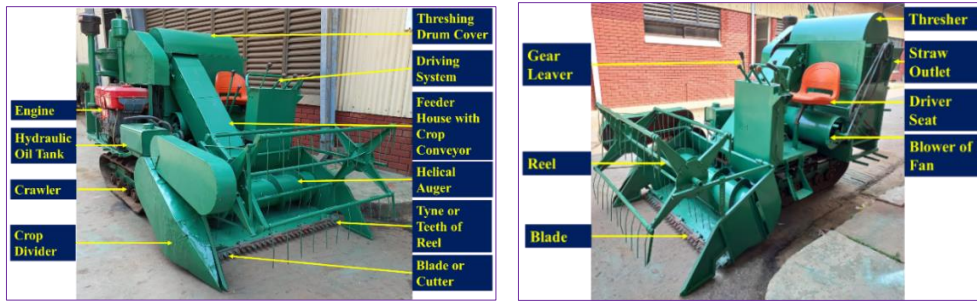 Threshing
Drum Cover
Driving
System
Engine
Feeder
House with
Crop
Conveyor
Hydraulic
Oil Tank
Helical
Auger
Crawler
Tyne or
Teeth of
Reel
Crop
Divider
Blade or
Cutter
Thresher
Gear
Leaver
Straw
Outlet
Driver
Seat
Reel
Blower of
Fan
Blade